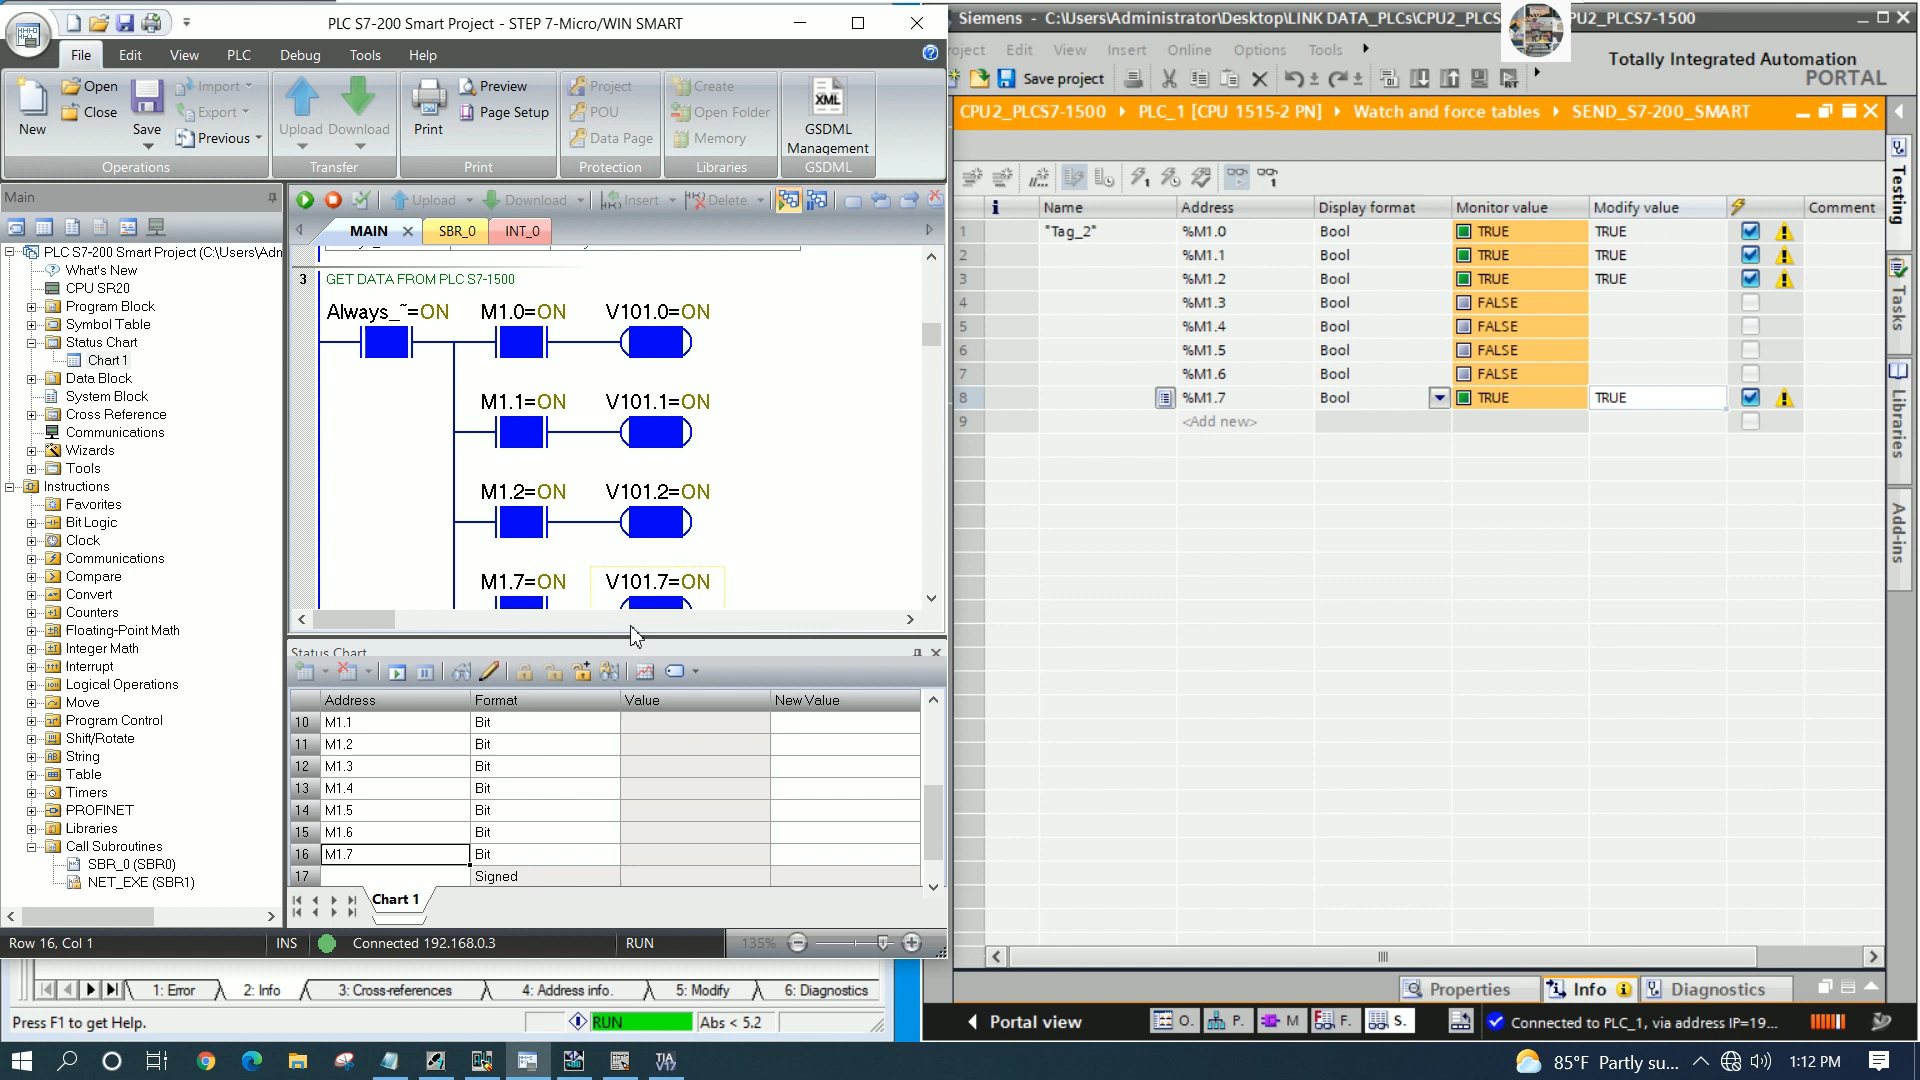 PLC S7-200 Smart Project - STEP 7-Micro/WIN SMART
File Edit View PLC Debug Tools Help
New
Open
Close
Save
Import
Export
Previous
Operations
Upload Download
Transfer
Print
Preview
Page Setup
Print
Project
POU
Data Page
Protection
Create
Open Folder
Memory
Libraries
XML
GSDML
Management
GSDML
Main
Upload Download Insert Delete
MAIN SBR_0 INT_0
PLC S7-200 Smart Project (C:\Users\Adn
What's New
CPU SR20
Program Block
Symbol Table
Status Chart
Chart 1
Data Block
System Block
Cross Reference
Communications
Wizards
Tools
Instructions
Favorites
Bit Logic
Clock
Communications
Compare
Convert
Counters
Floating-Point Math
Integer Math
Interrupt
Logical Operations
Move
Program Control
Shift/Rotate
String
Table
Timers
PROFINET
Libraries
Call Subroutines
SBR_0 (SBR0)
NET_EXE (SBR1)
3 GET DATA FROM PLC S7-1500
Always_~=ON M1.0=ON V101.0=ON
M1.1=ON V101.1=ON
M1.2=ON V101.2=ON
M1.7=ON V101.7=ON
Status Chart
Address Format Value New Value
10 M1.1 Bit
11 M1.2 Bit
12 M1.3 Bit
13 M1.4 Bit
14 M1.5 Bit
15 M1.6 Bit
16 M1.7 Bit
17 Signed
Chart 1
Row 16, Col 1 INS Connected 192.168.0.3 RUN 135%
1: Error 2: Info 3: Cross-references 4: Address info. 5: Modify 6: Diagnostics
Press F1 to get Help. RUN Abs < 5.2
Siemens - C:\Users\Administrator\Desktop\LINK DATA_PLCs\CPU2_PLCS PU2_PLCS7-1500
oject Edit View Insert Online Options Tools
Save project
Totally Integrated Automation
PORTAL
CPU2_PLCS7-1500 PLC_1 [CPU 1515-2 PN] Watch and force tables SEND_S7-200_SMART
i Name Address Display format Monitor value Modify value Comment
1 "Tag_2" %M1.0 Bool TRUE TRUE
2 %M1.1 Bool TRUE TRUE
3 %M1.2 Bool TRUE TRUE
4 %M1.3 Bool FALSE
5 %M1.4 Bool FALSE
6 %M1.5 Bool FALSE
7 %M1.6 Bool FALSE
8 %M1.7 Bool TRUE TRUE
9 <Add new>
Testing
Tasks
Libraries
Add-ins
Properties Info Diagnostics
Portal view O. P. M F. S. Connected to PLC_1, via address IP=19...
TIA V17
85°F Partly su... 1:12 PM